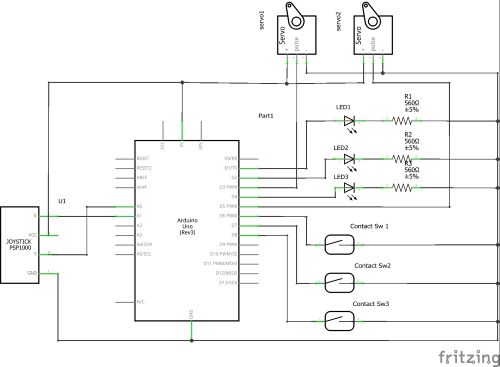 servo1
servo2
Servo
pulse
Servo
pulse
Part1
LED1
R1
560Ω
±5%
LED2
R2
560Ω
±5%
LED3
R3
560Ω
±5%
RESET
RESET2
AREF
ioref
A0
A1
A2
A3
A4/SDA
A5/SCL
N/C
Arduino
Uno
(Rev3)
D0/RX
D1/TX
D2
D3 PWM
D4
D5 PWM
D6 PWM
D7
D8
D9 PWM
D10 PWM/SS
D11 PWM/MOSI
D12/MISO
D13/SCK
GND
U1
JOYSTICK
PSP1000
X
VCC
Y
GND
Contact Sw 1
Contact Sw2
Contact Sw3
fritzing